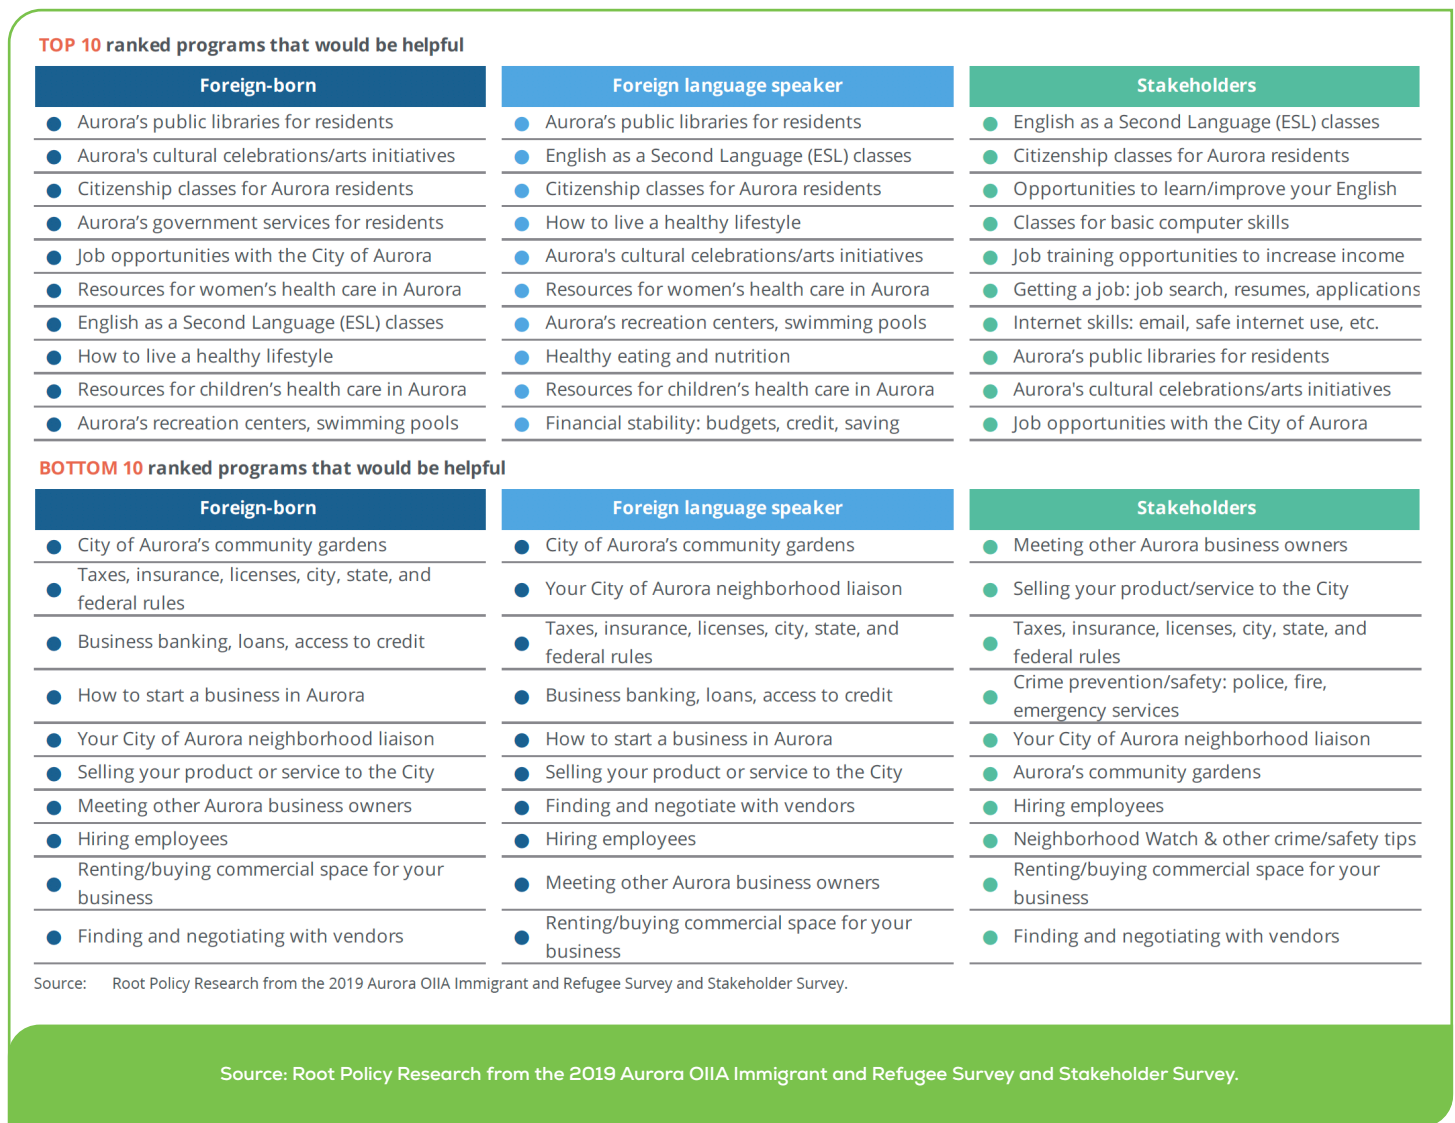 TOP 10 ranked programs that would be helpful
Foreign-born
Aurora’s public libraries for residents
Aurora's cultural celebrations/arts initiatives
Citizenship classes for Aurora residents
Aurora’s government services for residents
Job opportunities with the City of Aurora
Resources for women’s health care in Aurora
English as a Second Language (ESL) classes
How to live a healthy lifestyle
Resources for children’s health care in Aurora
Aurora’s recreation centers, swimming pools
Foreign language speaker
Aurora’s public libraries for residents
English as a Second Language (ESL) classes
Citizenship classes for Aurora residents
How to live a healthy lifestyle
Aurora's cultural celebrations/arts initiatives
Resources for women’s health care in Aurora
Aurora’s recreation centers, swimming pools
Healthy eating and nutrition
Resources for children’s health care in Aurora
Financial stability: budgets, credit, saving
Stakeholders
English as a Second Language (ESL) classes
Citizenship classes for Aurora residents
Opportunities to learn/improve your English
Classes for basic computer skills
Job training opportunities to increase income
Getting a job: job search, resumes, applications
Internet skills: email, safe internet use, etc.
Aurora’s public libraries for residents
Aurora's cultural celebrations/arts initiatives
Job opportunities with the City of Aurora
BOTTOM 10 ranked programs that would be helpful
Foreign-born
City of Aurora’s community gardens
Taxes, insurance, licenses, city, state, and
federal rules
Business banking, loans, access to credit
How to start a business in Aurora
Your City of Aurora neighborhood liaison
Selling your product or service to the City
Meeting other Aurora business owners
Hiring employees
Renting/buying commercial space for your
business
Finding and negotiating with vendors
Foreign language speaker
City of Aurora’s community gardens
Your City of Aurora neighborhood liaison
Taxes, insurance, licenses, city, state, and
federal rules
Business banking, loans, access to credit
How to start a business in Aurora
Selling your product or service to the City
Finding and negotiate with vendors
Hiring employees
Meeting other Aurora business owners
Renting/buying commercial space for your
business
Stakeholders
Meeting other Aurora business owners
Selling your product/service to the City
Taxes, insurance, licenses, city, state, and
federal rules
Crime prevention/safety: police, fire,
emergency services
Your City of Aurora neighborhood liaison
Aurora’s community gardens
Hiring employees
Neighborhood Watch & other crime/safety tips
Renting/buying commercial space for your
business
Finding and negotiating with vendors
Source: Root Policy Research from the 2019 Aurora OIIA Immigrant and Refugee Survey and Stakeholder Survey.
Source: Root Policy Research from the 2019 Aurora OIIA Immigrant and Refugee Survey and Stakeholder Survey.